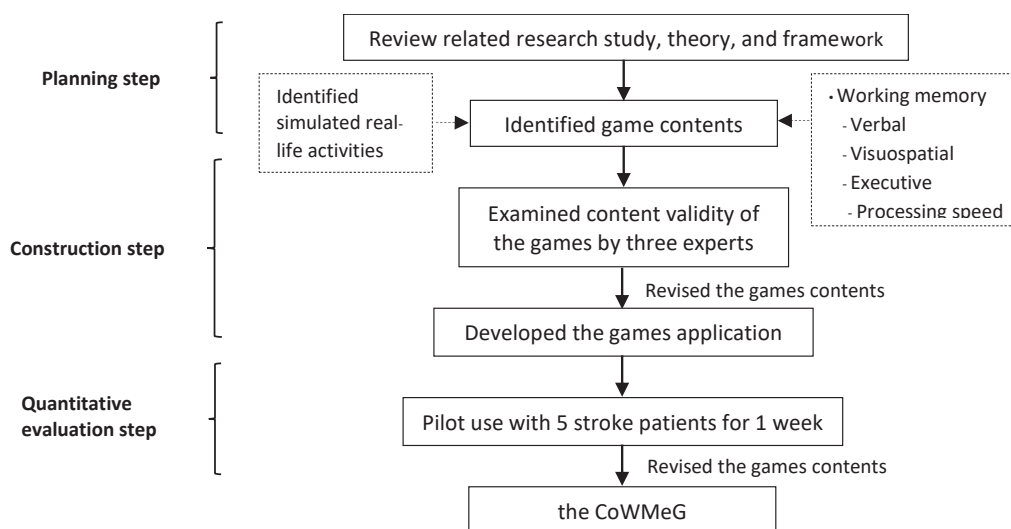 Review related research study, theory, and framework
Planning step
Identified
simulated real-
life activities
Identified game contents
• Working memory
- Verbal
- Visuospatial
- Executive
- Processing speed
Construction step
Examined content validity of
the games by three experts
Revised the games contents
Developed the games application
Quantitative
evaluation step
Pilot use with 5 stroke patients for 1 week
Revised the games contents
the CoWMeG